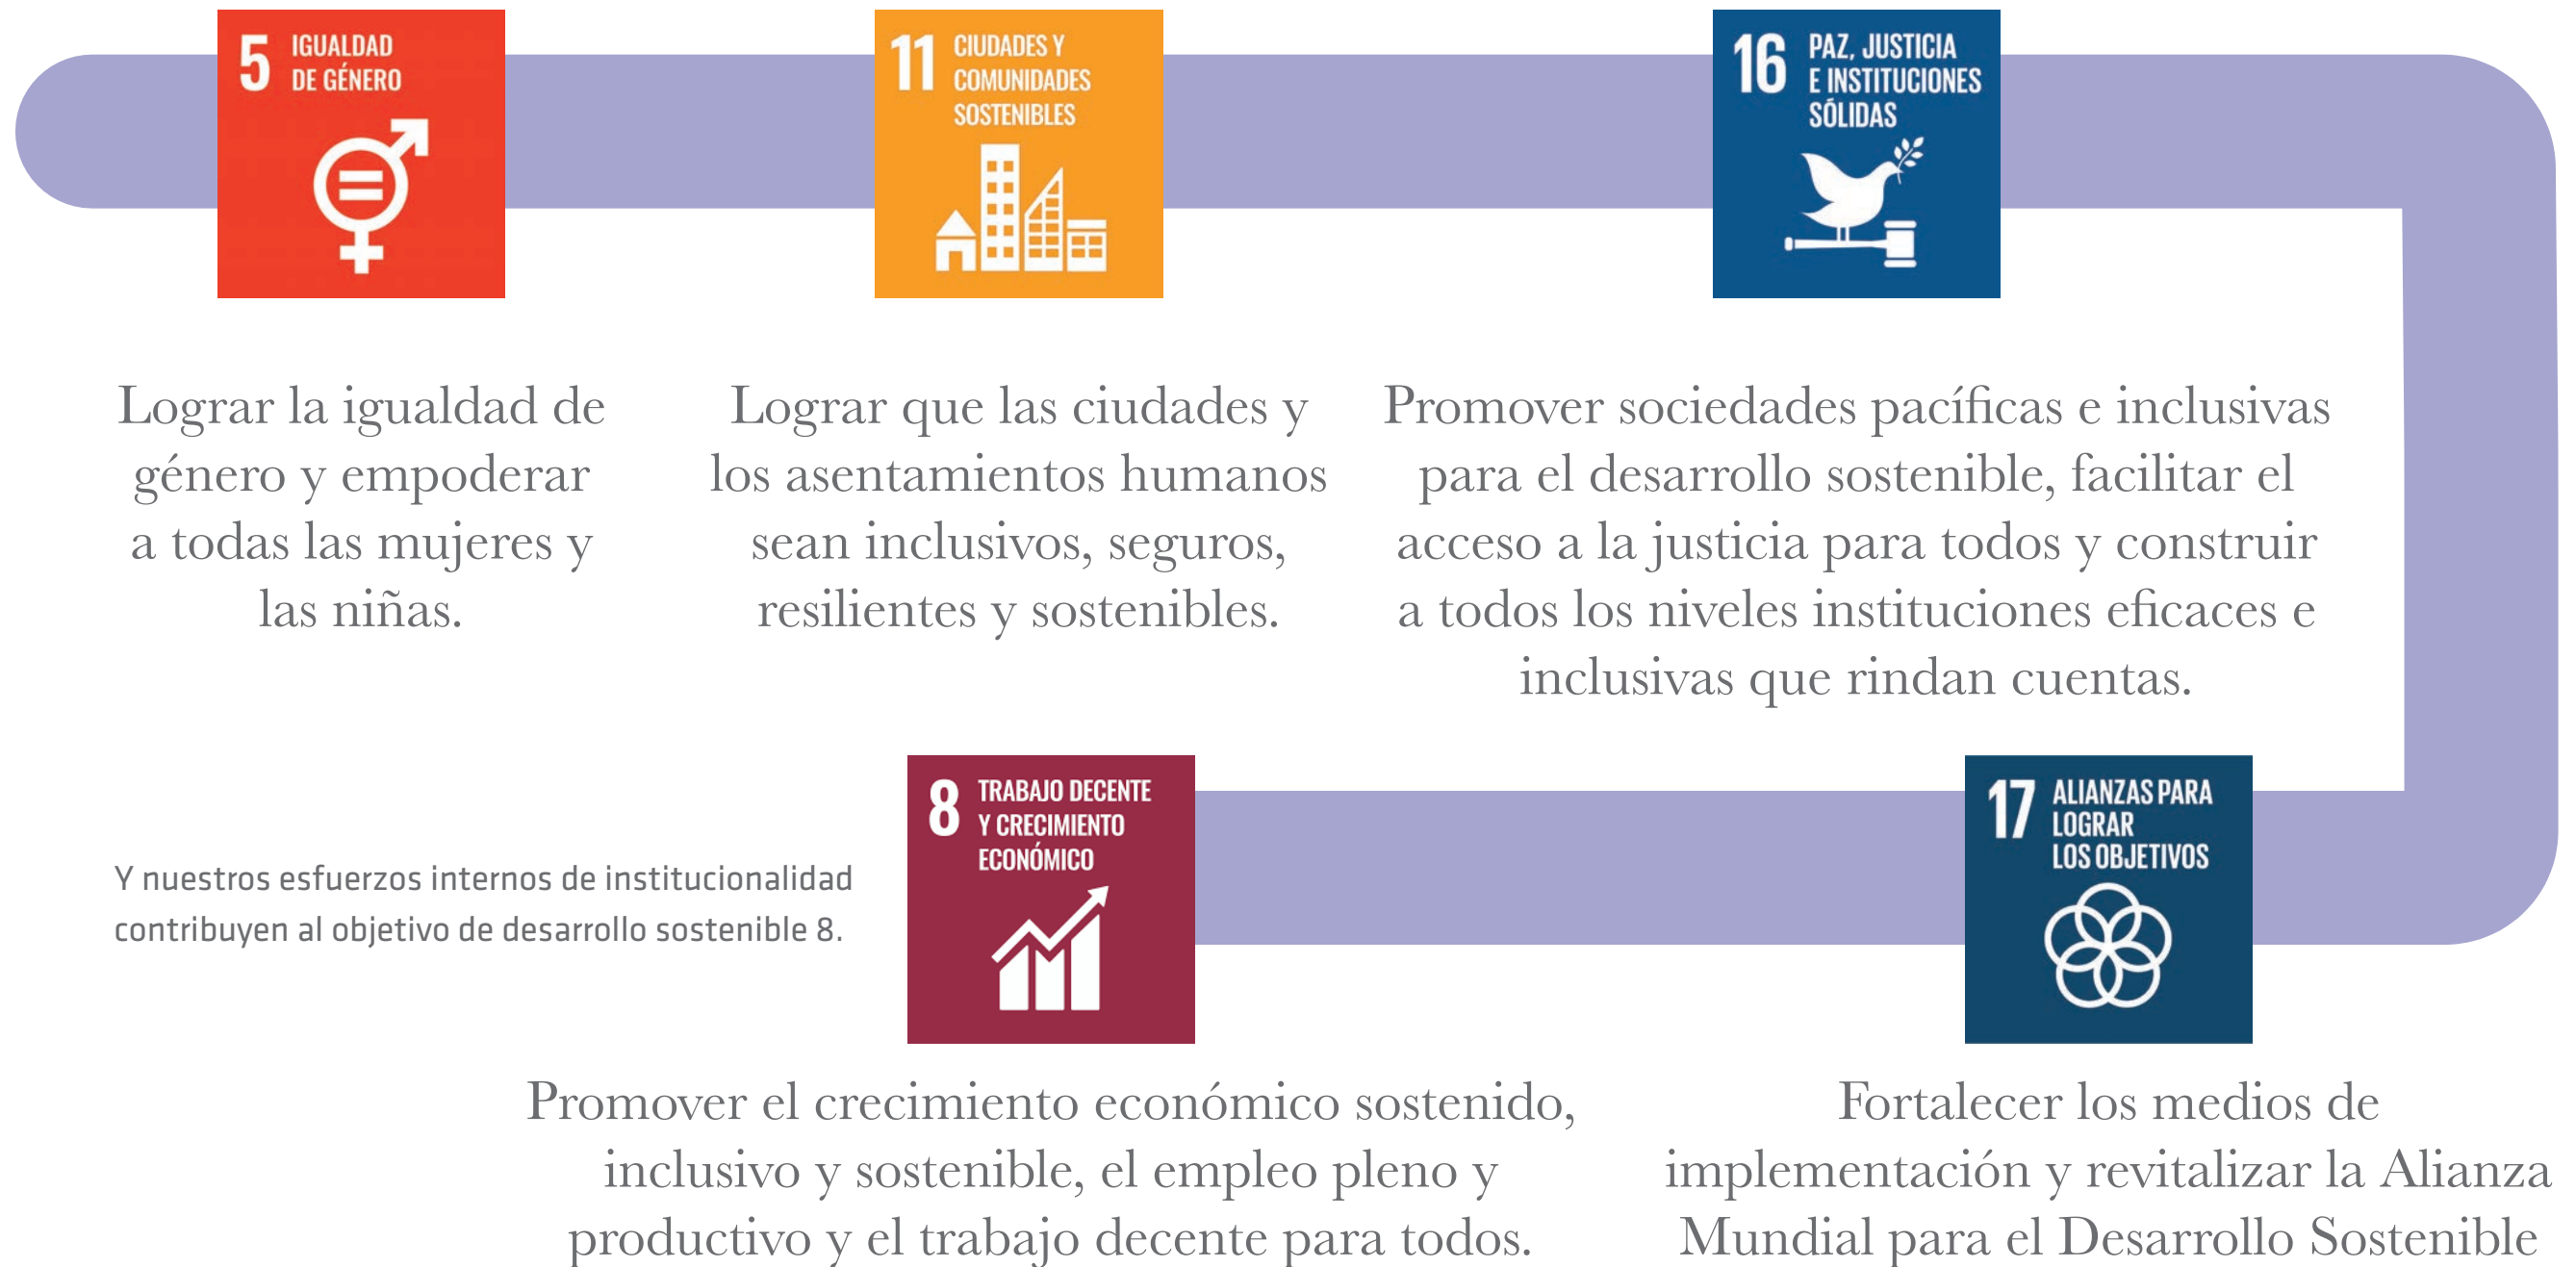 5 IGUALDAD
DE GÉNERO
Lograr la igualdad de
género y empoderar
a todas las mujeres y
las niñas.
11 CIUDADES Y
COMUNIDADES
SOSTENIBLES
Lograr que las ciudades y
los asentamientos humanos
sean inclusivos, seguros,
resilientes y sostenibles.
16 PAZ, JUSTICIA
E INSTITUCIONES
SÓLIDAS
Promover sociedades pacíficas e inclusivas
para el desarrollo sostenible, facilitar el
acceso a la justicia para todos y construir
a todos los niveles instituciones eficaces e
inclusivas que rindan cuentas.
Y nuestros esfuerzos internos de institucionalidad
contribuyen al objetivo de desarrollo sostenible 8.
8 TRABAJO DECENTE
Y CRECIMIENTO
ECONÓMICO
Promover el crecimiento económico sostenido,
inclusivo y sostenible, el empleo pleno y
productivo y el trabajo decente para todos.
17 ALIANZAS PARA
LOGRAR
LOS OBJETIVOS
Fortalecer los medios de
implementación y revitalizar la Alianza
Mundial para el Desarrollo Sostenible